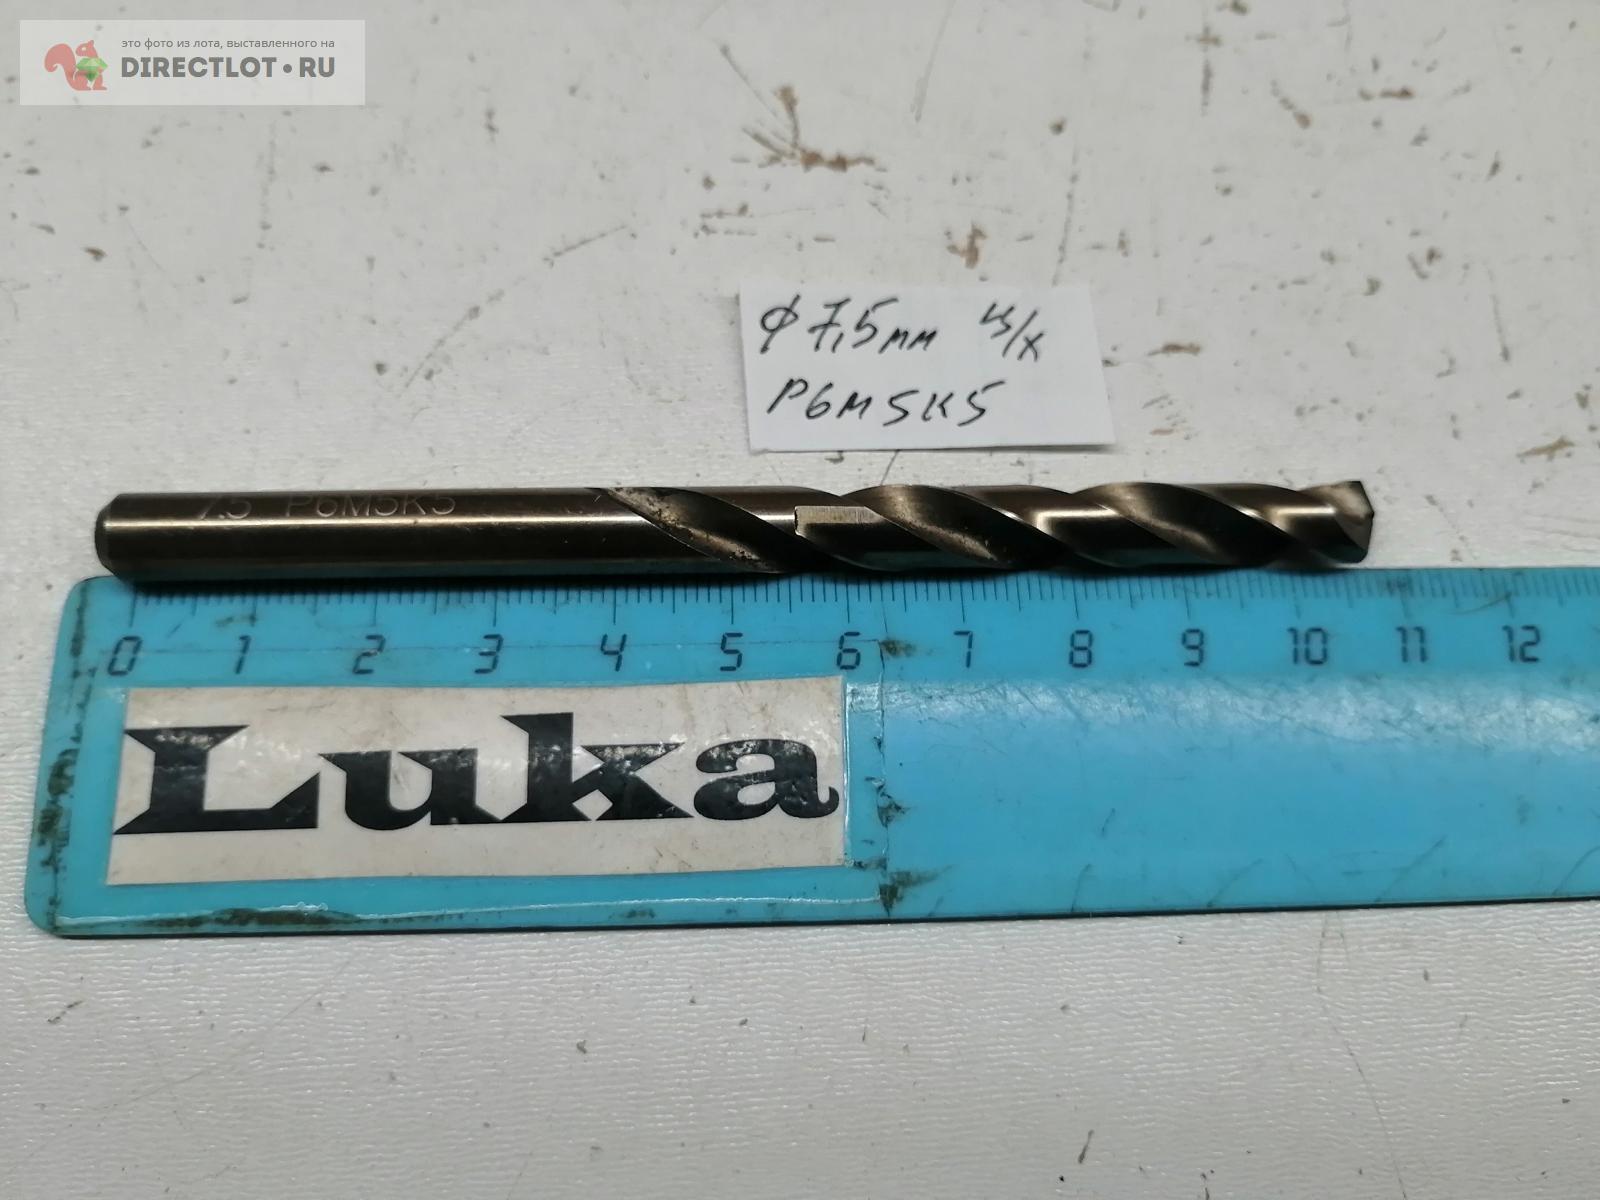 это фото из лота, выставленного на
DIRECTLOT•RU
ф7,5мм ц/х
Р6М5К5
7.5 P6M5K5
0 1 2 3 4 5 6 7 8 9 10 11 12
Luka